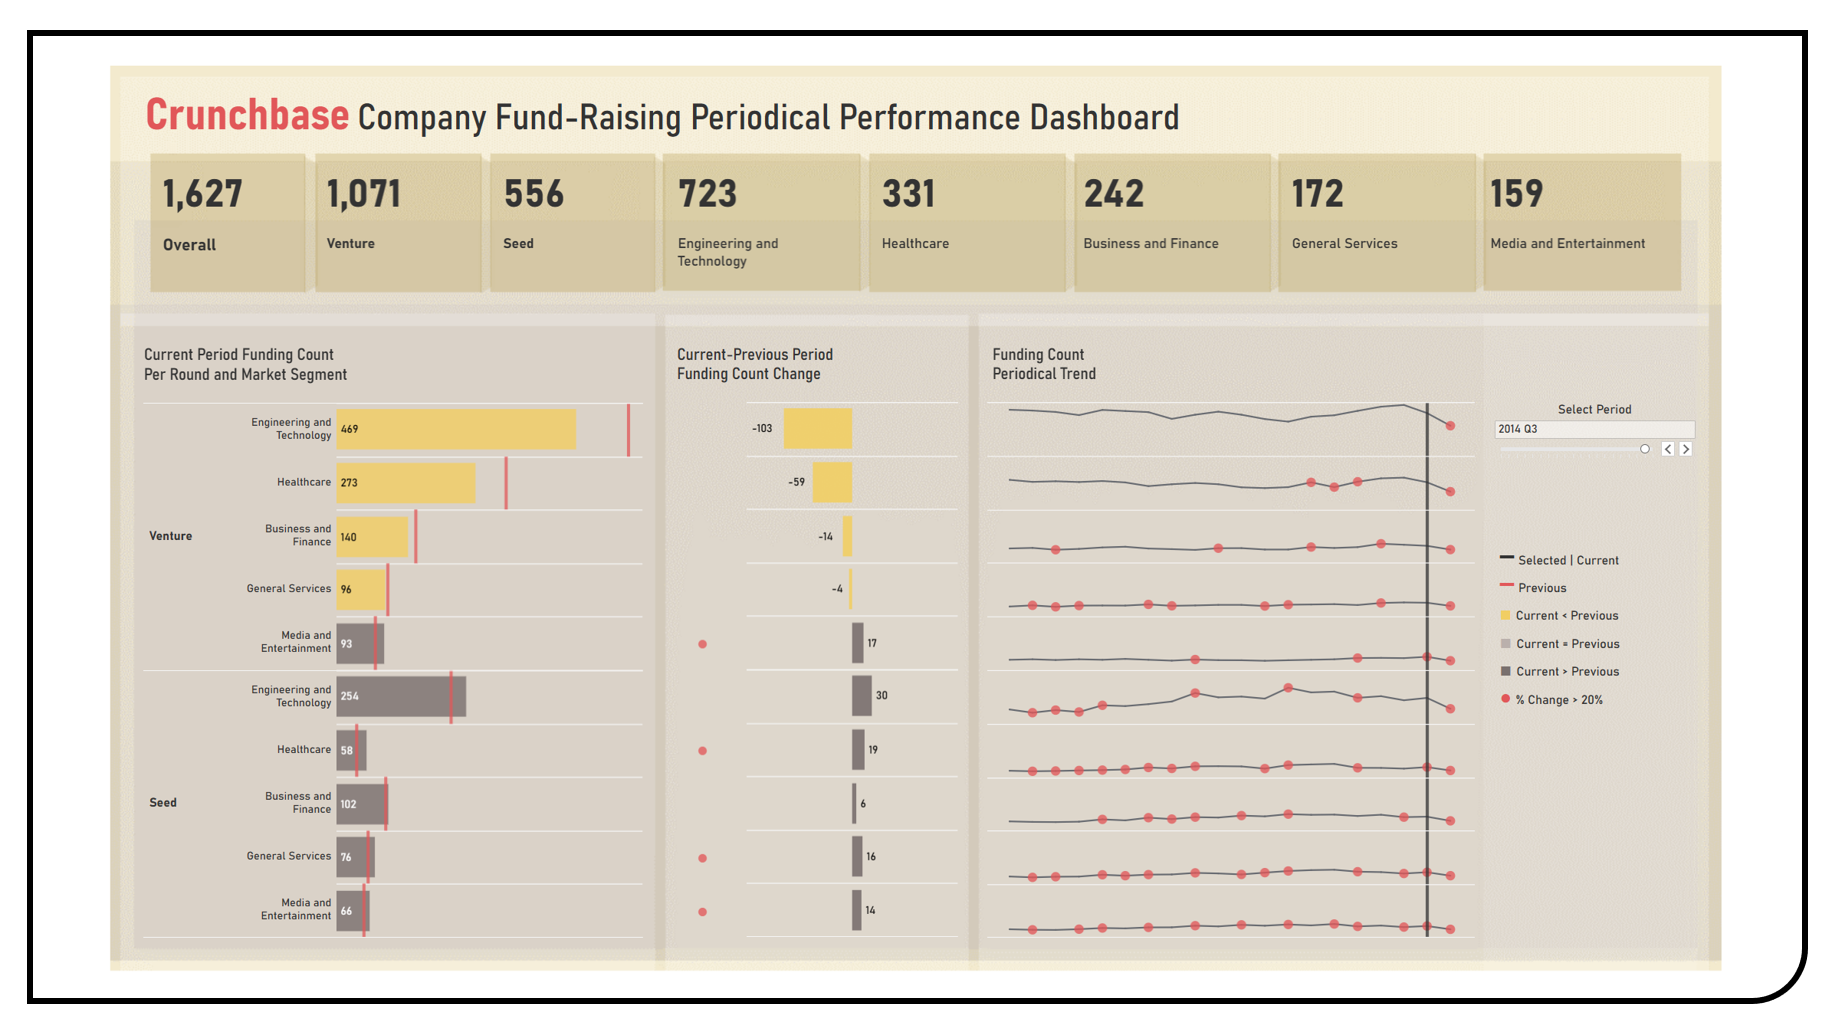 Crunchbase Company Fund-Raising Periodical Performance Dashboard
1,627
Overall
1,071
Venture
556
Seed
723
Engineering and
Technology
331
Healthcare
242
Business and Finance
172
General Services
159
Media and Entertainment
Current Period Funding Count
Per Round and Market Segment
Venture
Engineering and
Technology
469
Healthcare
273
Business and
Finance
140
General Services
96
Media and
Entertainment
93
Seed
Engineering and
Technology
254
Healthcare
58
Business and
Finance
102
General Services
76
Media and
Entertainment
66
Current-Previous Period
Funding Count Change
-103
-59
-14
-4
17
30
19
6
16
14
Funding Count
Periodical Trend
Select Period
2014 Q3
Selected | Current
Previous
Current < Previous
Current = Previous
Current > Previous
% Change > 20%